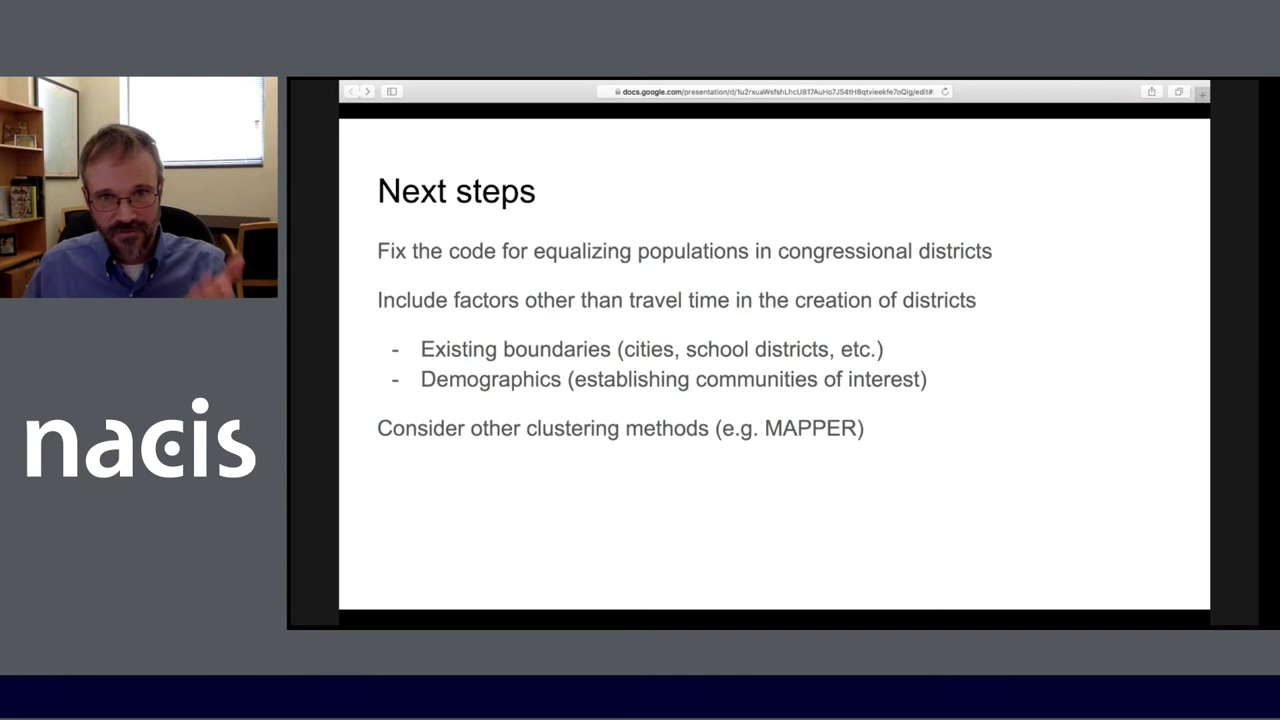 docs.google.com/presentation/d/1u2rxuaWsfshLhcU817AuHo7JS4tH8qtvieekfe7oQig/edit#
Next steps
Fix the code for equalizing populations in congressional districts
Include factors other than travel time in the creation of districts
- Existing boundaries (cities, school districts, etc.)
- Demographics (establishing communities of interest)
Consider other clustering methods (e.g. MAPPER)
nacis